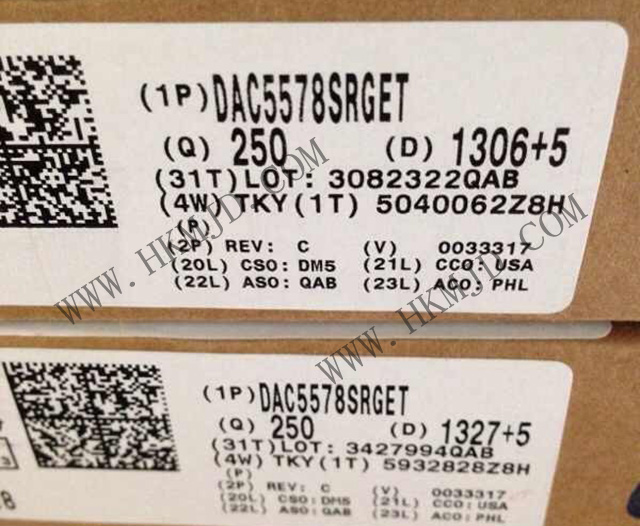 (1P) DAC5578SRGET
(Q) 250 (D) 1306+5
(31T) LOT: 3082322QAB
(4W) TKY (1T) 5040062Z8H
(P)
(2P) REV: C (V) 0033317
(20L) CSO: DM5 (21L) CCO: USA
(22L) ASO: QAB (23L) ACO: PHL
WWW.HKMJD.COM
WWW.HKMJD.COM
(1P) DAC5578SRGET
(Q) 250 (D) 1327+5
(31T) LOT: 3427994QAB
(4W) TKY (1T) 5932828Z8H
(P)
(2P) REV: C (V) 0033317
(20L) CSO: DM5 (21L) CCO: USA
(22L) ASO: QAB (23L) ACO: PHL